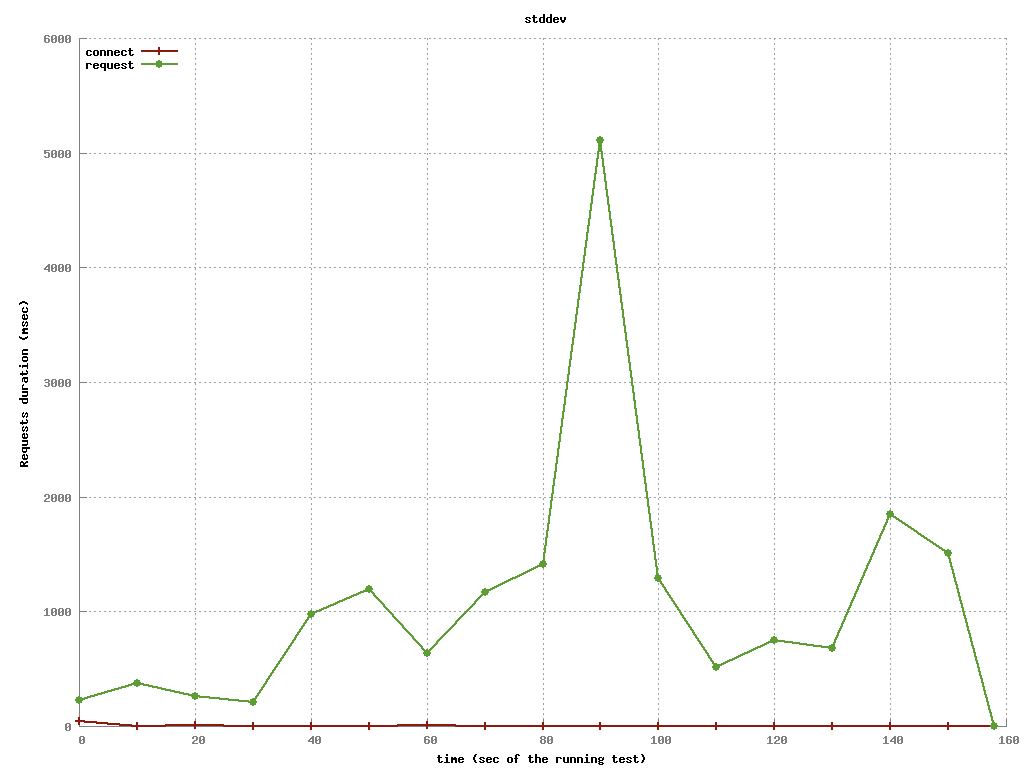 stddev
6000
connect
request
5000
4000
3000
2000
1000
0
0 20 40 60 80 100 120 140 160
Requests duration (msec)
time (sec of the running test)